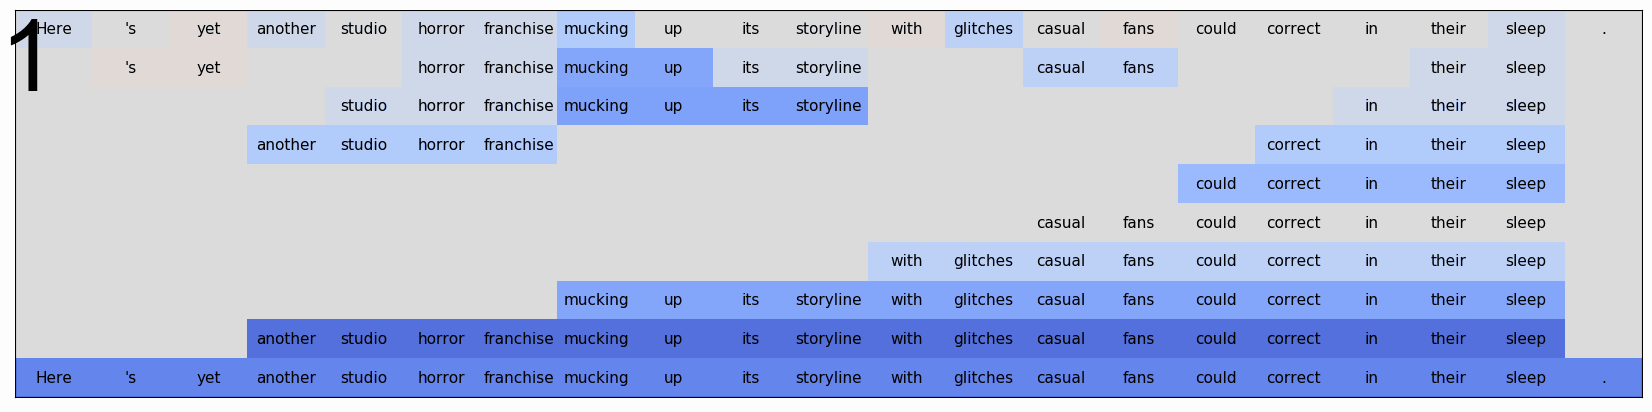 1
Here 's yet another studio horror franchise mucking up its storyline with glitches casual fans could correct in their sleep .
's yet horror franchise mucking up its storyline casual fans their sleep
studio horror franchise mucking up its storyline in their sleep
another studio horror franchise correct in their sleep
could correct in their sleep
casual fans could correct in their sleep
with glitches casual fans could correct in their sleep
mucking up its storyline with glitches casual fans could correct in their sleep
another studio horror franchise mucking up its storyline with glitches casual fans could correct in their sleep
Here 's yet another studio horror franchise mucking up its storyline with glitches casual fans could correct in their sleep .